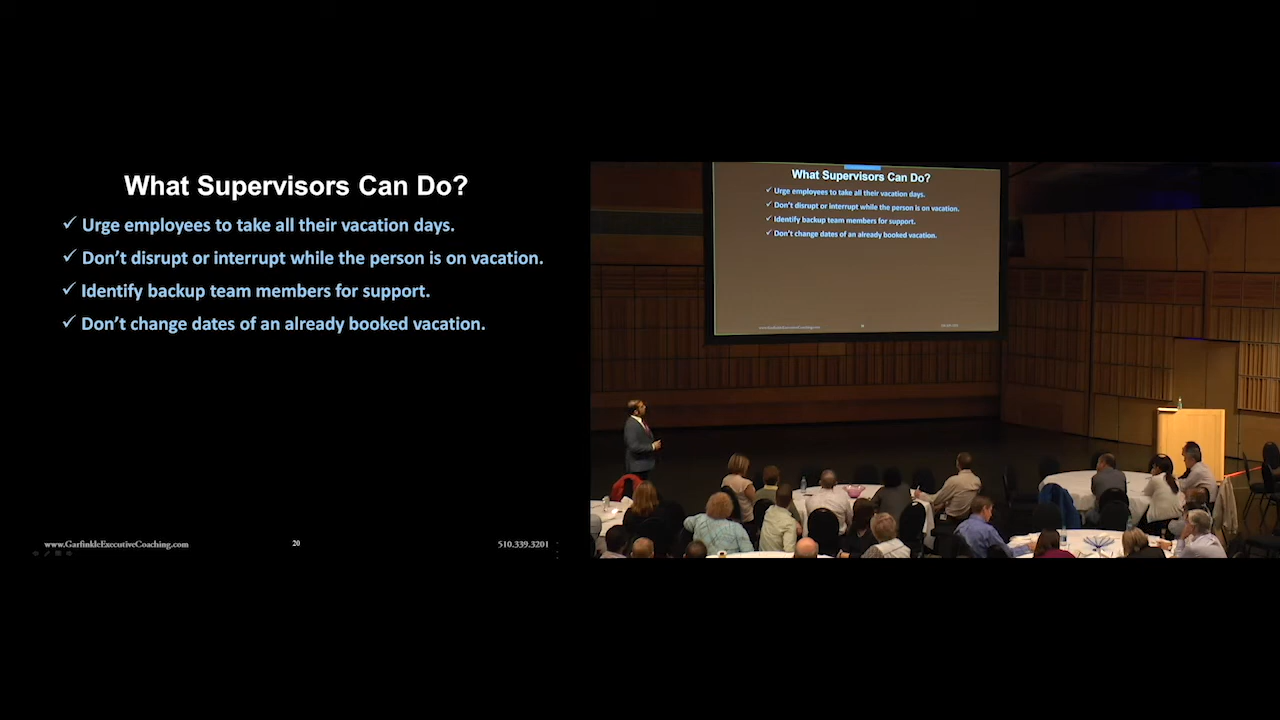 What Supervisors Can Do?
✓ Urge employees to take all their vacation days.
✓ Don't disrupt or interrupt while the person is on vacation.
✓ Identify backup team members for support.
✓ Don't change dates of an already booked vacation.
www.GarfinkleExecutiveCoaching.com 20 510.339.3201
What Supervisors Can Do?
✓ Urge employees to take all their vacation days.
✓ Don't disrupt or interrupt while the person is on vacation.
✓ Identify backup team members for support.
✓ Don't change dates of an already booked vacation.
www.GarfinkleExecutiveCoaching.com